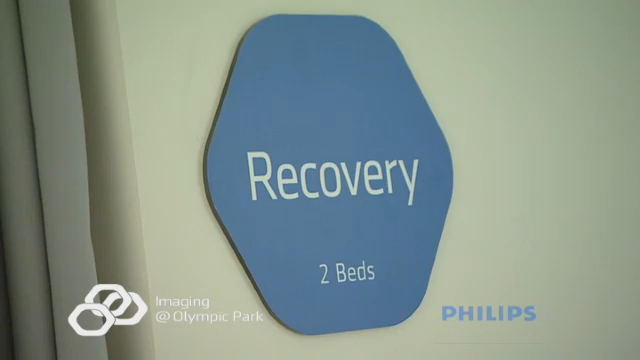 Recovery
2 Beds
Imaging
@ Olympic Park
PHILIPS